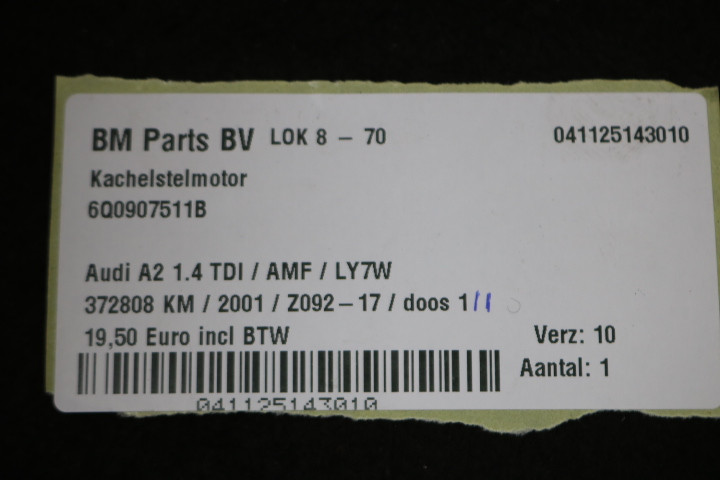 BM Parts BV LOK 8 - 70 041125143010
Kachelstelmotor
6Q0907511B
Audi A2 1.4 TDI / AMF / LY7W
372808 KM / 2001 / Z092-17 / doos 1//
19,50 Euro incl BTW Verz: 10
Aantal: 1
041125143010